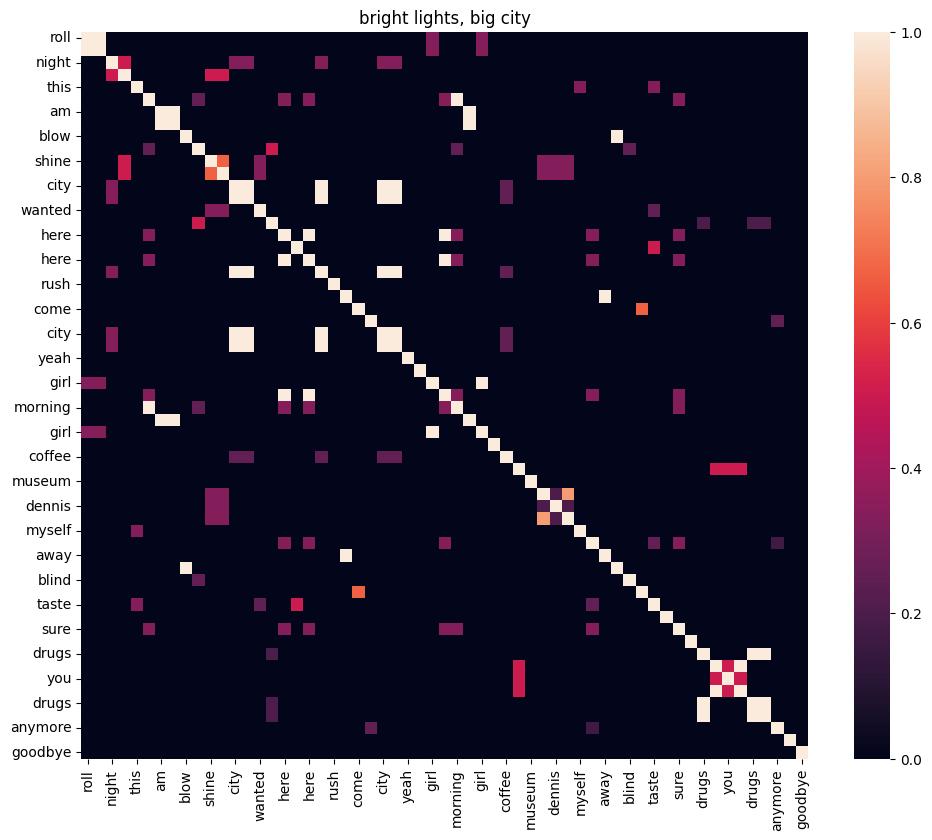 bright lights, big city
roll
night
this
am
blow
shine
city
wanted
here
here
rush
come
city
yeah
girl
morning
girl
coffee
museum
dennis
myself
away
blind
taste
sure
drugs
you
drugs
anymore
goodbye
roll
night
this
am
blow
shine
city
wanted
here
here
rush
come
city
yeah
girl
morning
girl
coffee
museum
dennis
myself
away
blind
taste
sure
drugs
you
drugs
anymore
goodbye
1.0
0.8
0.6
0.4
0.2
0.0